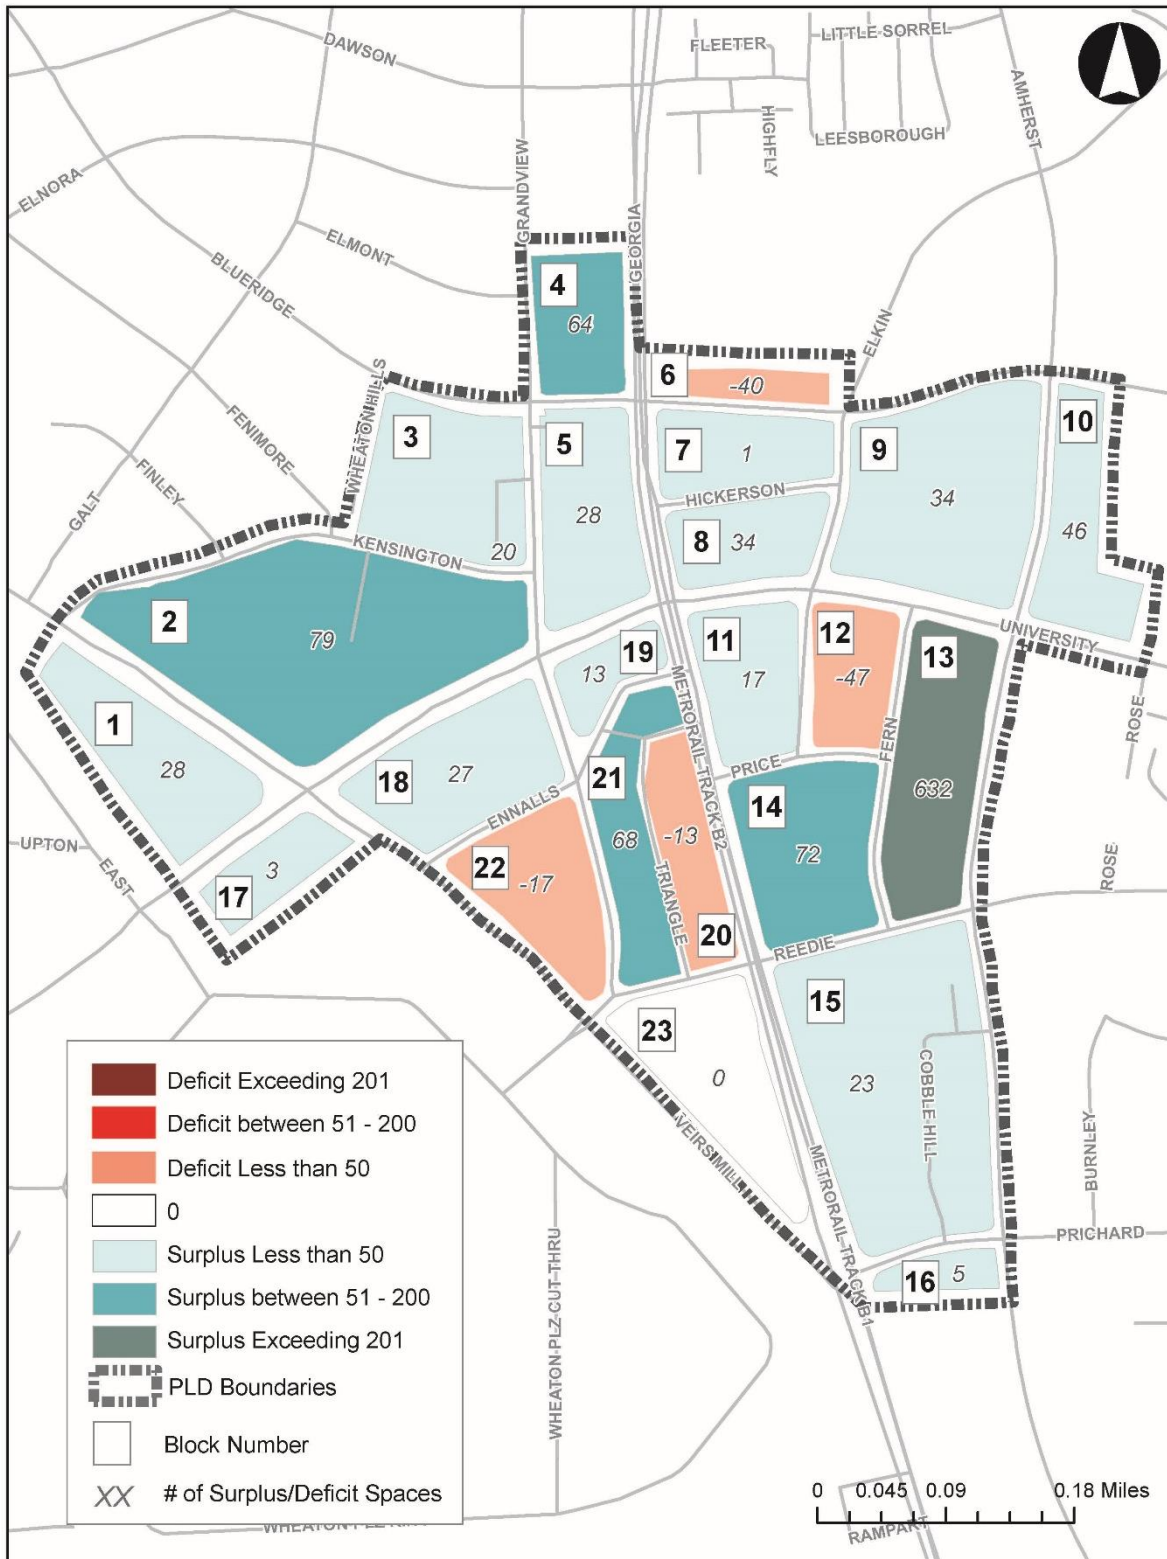 FLEETER
LITTLE SORREL
DAWSON
AMHERST
HIGHFLY
LEESBOROUGH
GRANDVIEW
ELNORA
GEORGIA
ELMONT
BLUERIDGE
4
64
ELKIN
WHEATON HILLS
6
-40
FENIMORE
3
5
7
1
9
10
FINLEY
HICKERSON
GALT
28
34
8
34
46
KENSINGTON
20
2
79
UNIVERSITY
19
11
12
13
13
17
-47
METRORAIL TRACK B2
FERN
ROSE
1
28
18
27
PRICE
21
14
632
ENNALLS
-13
UPTON
EAST
3
22
-17
68
72
ROSE
17
TRIANGLE
20
REEDIE
15
23
0
23
COBBLE HILL
BURNLEY
VEIRS MILL
METRORAIL TRACK B1
PRICHARD
16
5
WHEATON PLZ CUT THRU
Deficit Exceeding 201
Deficit between 51 - 200
Deficit Less than 50
0
Surplus Less than 50
Surplus between 51 - 200
Surplus Exceeding 201
PLD Boundaries
Block Number
XX # of Surplus/Deficit Spaces
0 0.045 0.09 0.18 Miles
RAMPART